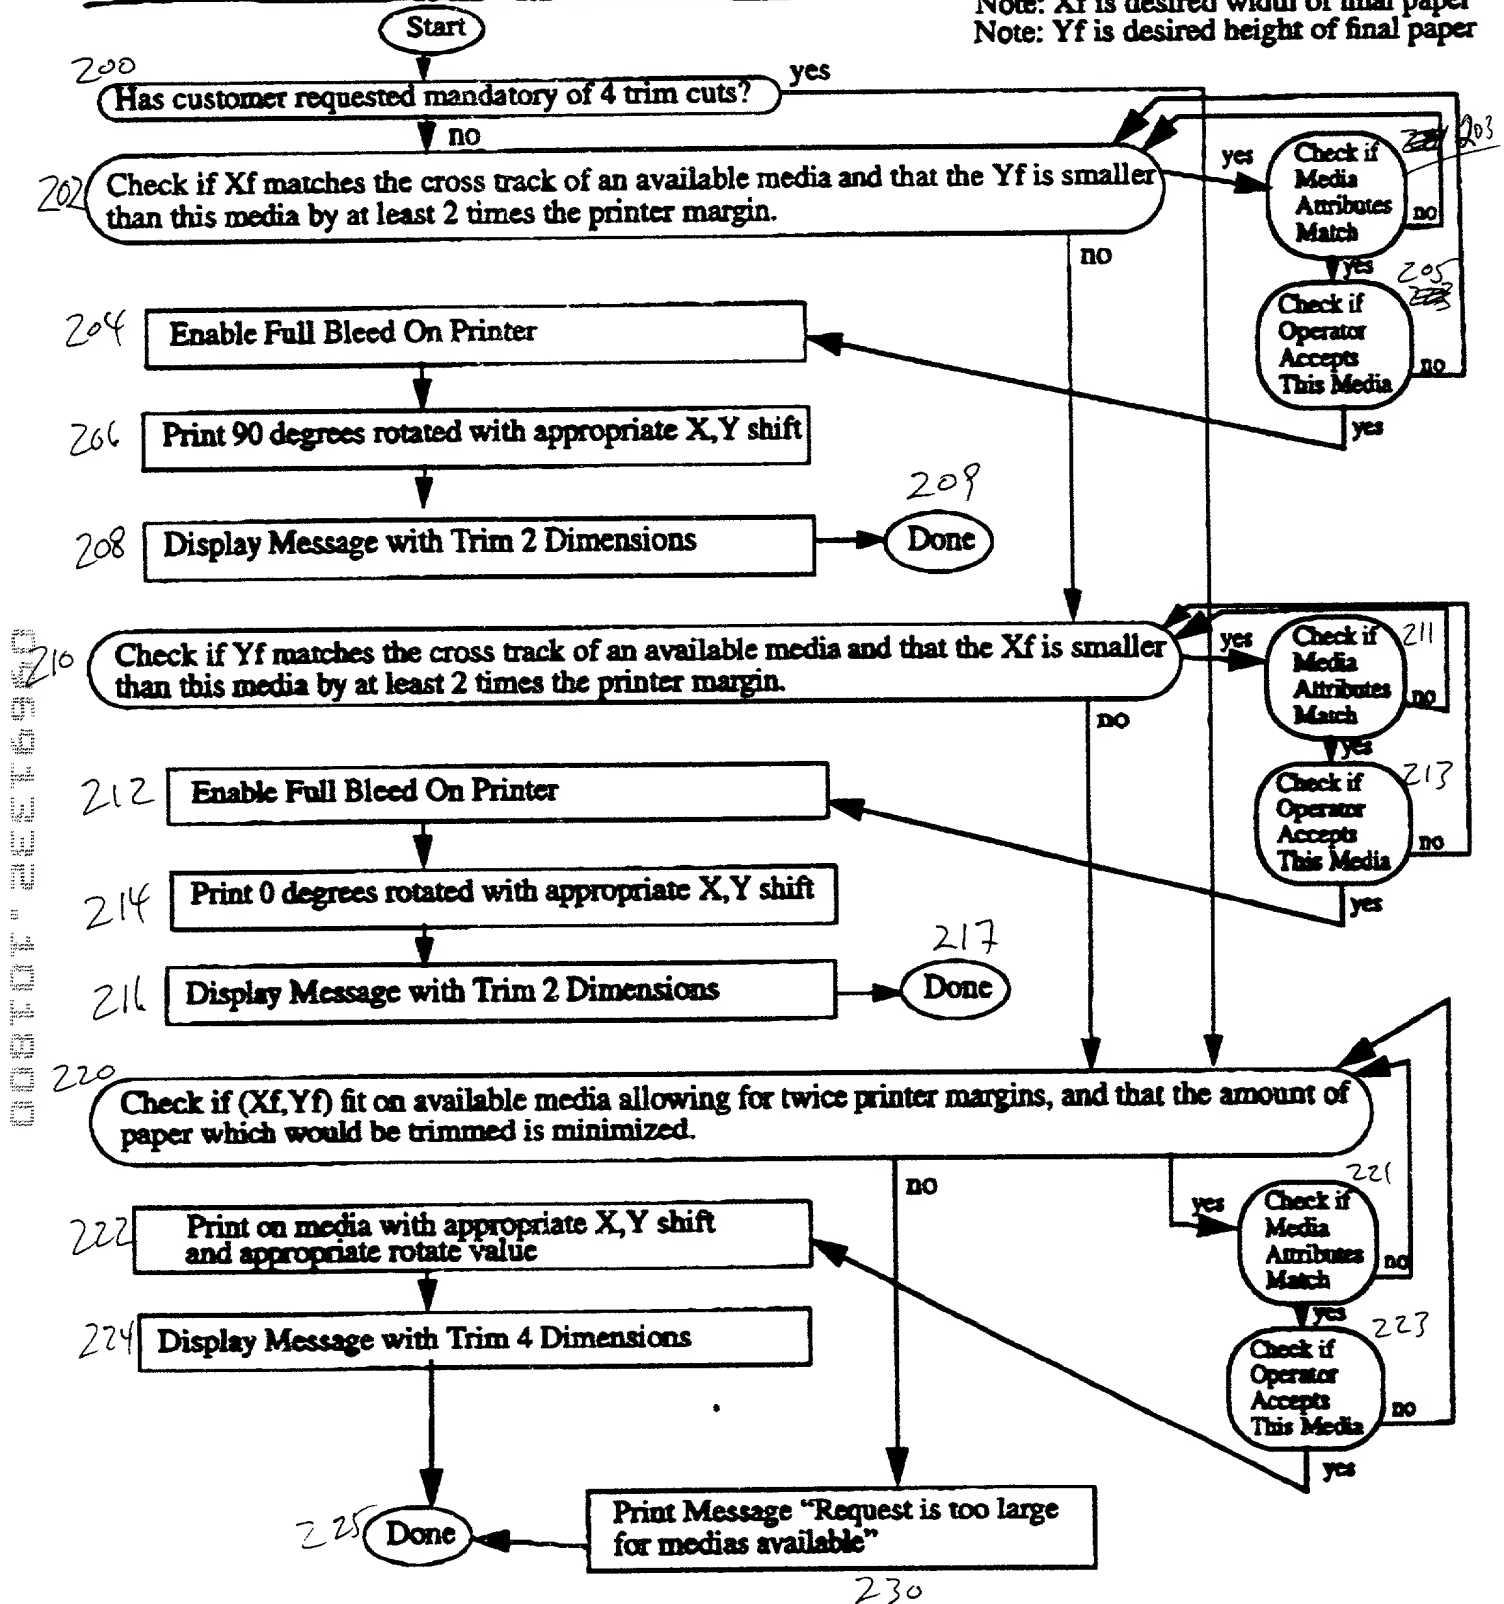 Note: Xf is desired width of final paper
Note: Yf is desired height of final paper
Start
200
Has customer requested mandatory of 4 trim cuts?
yes
no
202
Check if Xf matches the cross track of an available media and that the Yf is smaller
than this media by at least 2 times the printer margin.
yes
no
203
Check if
Media
Attributes
Match
no
yes
205
Check if
Operator
Accepts
This Media
no
yes
204
Enable Full Bleed On Printer
206
Print 90 degrees rotated with appropriate X,Y shift
208
Display Message with Trim 2 Dimensions
209
Done
210
Check if Yf matches the cross track of an available media and that the Xf is smaller
than this media by at least 2 times the printer margin.
yes
no
211
Check if
Media
Attributes
Match
no
yes
213
Check if
Operator
Accepts
This Media
no
yes
212
Enable Full Bleed On Printer
214
Print 0 degrees rotated with appropriate X,Y shift
216
Display Message with Trim 2 Dimensions
217
Done
220
Check if (Xf,Yf) fit on available media allowing for twice printer margins, and that the amount of
paper which would be trimmed is minimized.
no
yes
221
Check if
Media
Attributes
Match
no
yes
223
Check if
Operator
Accepts
This Media
no
yes
222
Print on media with appropriate X,Y shift
and appropriate rotate value
224
Display Message with Trim 4 Dimensions
225
Done
Print Message “Request is too large
for medias available”
230